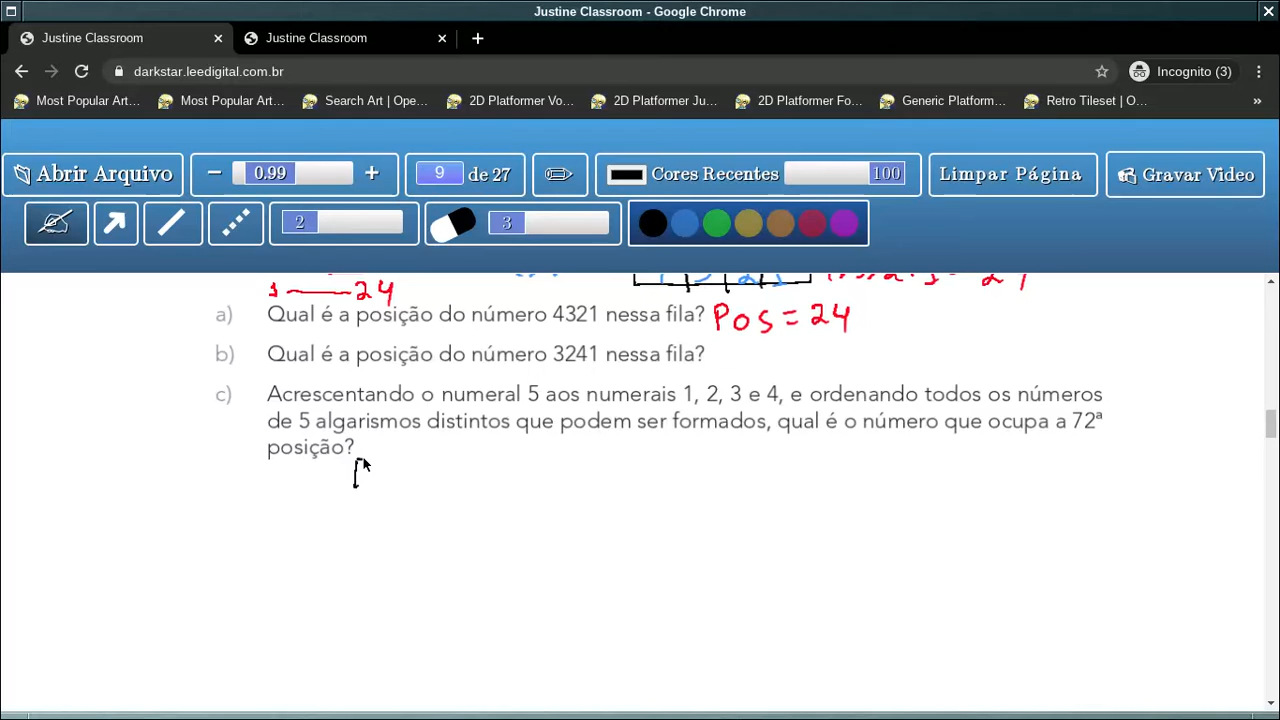 Justine Classroom - Google Chrome
Justine Classroom
Justine Classroom
darkstar.leedigital.com.br
Incognito (3)
Most Popular Art...
Most Popular Art...
Search Art | Ope...
2D Platformer Vo...
2D Platformer Ju...
2D Platformer Fo...
Generic Platform...
Retro Tileset | O...
Abrir Arquivo
0.99
9 de 27
Cores Recentes
100
Limpar Página
Gravar Video
2
3
1 24
a) Qual é a posição do número 4321 nessa fila? Pos = 24
b) Qual é a posição do número 3241 nessa fila?
c) Acrescentando o numeral 5 aos numerais 1, 2, 3 e 4, e ordenando todos os números
de 5 algarismos distintos que podem ser formados, qual é o número que ocupa a 72ª
posição?